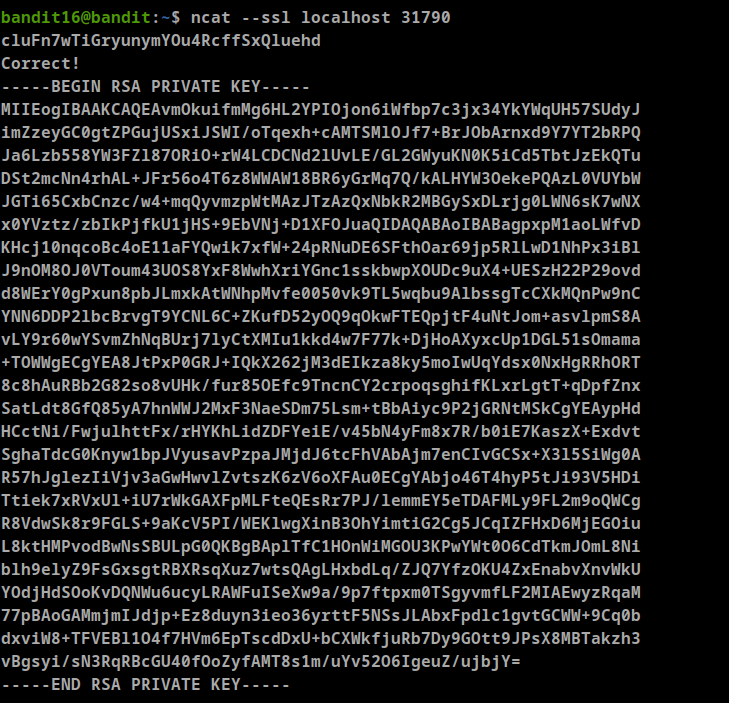 bandit16@bandit:~$ ncat --ssl localhost 31790
cluFn7wTiGryunymYOu4RcffSxQluehd
Correct!
-----BEGIN RSA PRIVATE KEY-----
MIIEogIBAAKCAQEAvmOkuifmMg6HL2YPIOjon6iWfbp7c3jx34YkYWqUH57SUdyJ
imZzeyGC0gtZPGujUSxiJSWI/oTqexh+cAMTSMlOJf7+BrJObArnxd9Y7YT2bRPQ
Ja6Lzb558YW3FZl87ORiO+rW4LCDCNd2lUvLE/GL2GWyuKN0K5iCd5TbtJzEkQTu
DSt2mcNn4rhAL+JFr56o4T6z8WWAW18BR6yGrMq7Q/kALHYW3OekePQAzL0VUYbW
JGTi65CxbCnzc/w4+mqQyvmzpWtMAzJTzAzQxNbkR2MBGySxDLrjg0LWN6sK7wNX
x0YVztz/zbIkPjfkU1jHS+9EbVNj+D1XFOJuaQIDAQABAoIBABagpxpM1aoLWfvD
KHcj10nqcoBc4oE11aFYQwik7xfW+24pRNuDE6SFthOar69jp5RlLwD1NhPx3iBl
J9nOM8OJ0VToum43UOS8YxF8WwhXriYGnc1sskbwpXOUDc9uX4+UESzH22P29ovd
d8WErY0gPxun8pbJLmxkAtWNhpMvfe0050vk9TL5wqbu9AlbssgTcCXkMQnPw9nC
YNN6DDP2lbcBrvgT9YCNL6C+ZKufD52yOQ9qOkwFTEQpjtF4uNtJom+asvlpmS8A
vLY9r60wYSvmZhNqBUrj7lyCtXMIu1kkd4w7F77k+DjHoAXyxcUp1DGL51sOmama
+TOWWgECgYEA8JtPxP0GRJ+IQkX262jM3dEIkza8ky5moIwUqYdsx0NxHgRRhORT
8c8hAuRBb2G82so8vUHk/fur85OEfc9TncnCY2crpoqsghifKLxrLgtT+qDpfZnx
SatLdt8GfQ85yA7hnWWJ2MxF3NaeSDm75Lsm+tBbAiyc9P2jGRNtMSkCgYEAypHd
HCctNi/FwjulhttFx/rHYKhLidZDFYeiE/v45bN4yFm8x7R/b0iE7KaszX+Exdvt
SghaTdcG0Knyw1bpJVyusavPzpaJMjdJ6tcFhVAbAjm7enCIvGCSx+X3l5SiWg0A
R57hJglezIiVjv3aGwHwvlZvtszK6zV6oXFAu0ECgYAbjo46T4hyP5tJi93V5HDi
Ttiek7xRVxUl+iU7rWkGAXFpMLFteQEsRr7PJ/lemmEY5eTDAFMLy9FL2m9oQWCg
R8VdwSk8r9FGLS+9aKcV5PI/WEKlwgXinB3OhYimtiG2Cg5JCqIZFHxD6MjEGOiu
L8ktHMPvodBwNsSBULpG0QKBgBAplTfC1HOnWiMGOU3KPwYWt0O6CdTkmJOmL8Ni
blh9elyZ9FsGxsgtRBXRsqXuz7wtsQAgLHxbdLq/ZJQ7YfzOKU4ZxEnabvXnvWkU
YOdjHdSOoKvDQNWu6ucyLRAWFuISeXw9a/9p7ftpxm0TSgyvmfLF2MIAEwyzRqaM
77pBAoGAMmjmIJdjp+Ez8duyn3ieo36yrttF5NSsJLAbxFpdlc1gvtGCWW+9Cq0b
dxviW8+TFVEBl1O4f7HVm6EpTscdDxU+bCXWkfjuRb7Dy9GOtt9JPsX8MBTakzh3
vBgsyi/sN3RqRBcGU40fOoZyfAMT8s1m/uYv52O6IgeuZ/ujbjY=
-----END RSA PRIVATE KEY-----